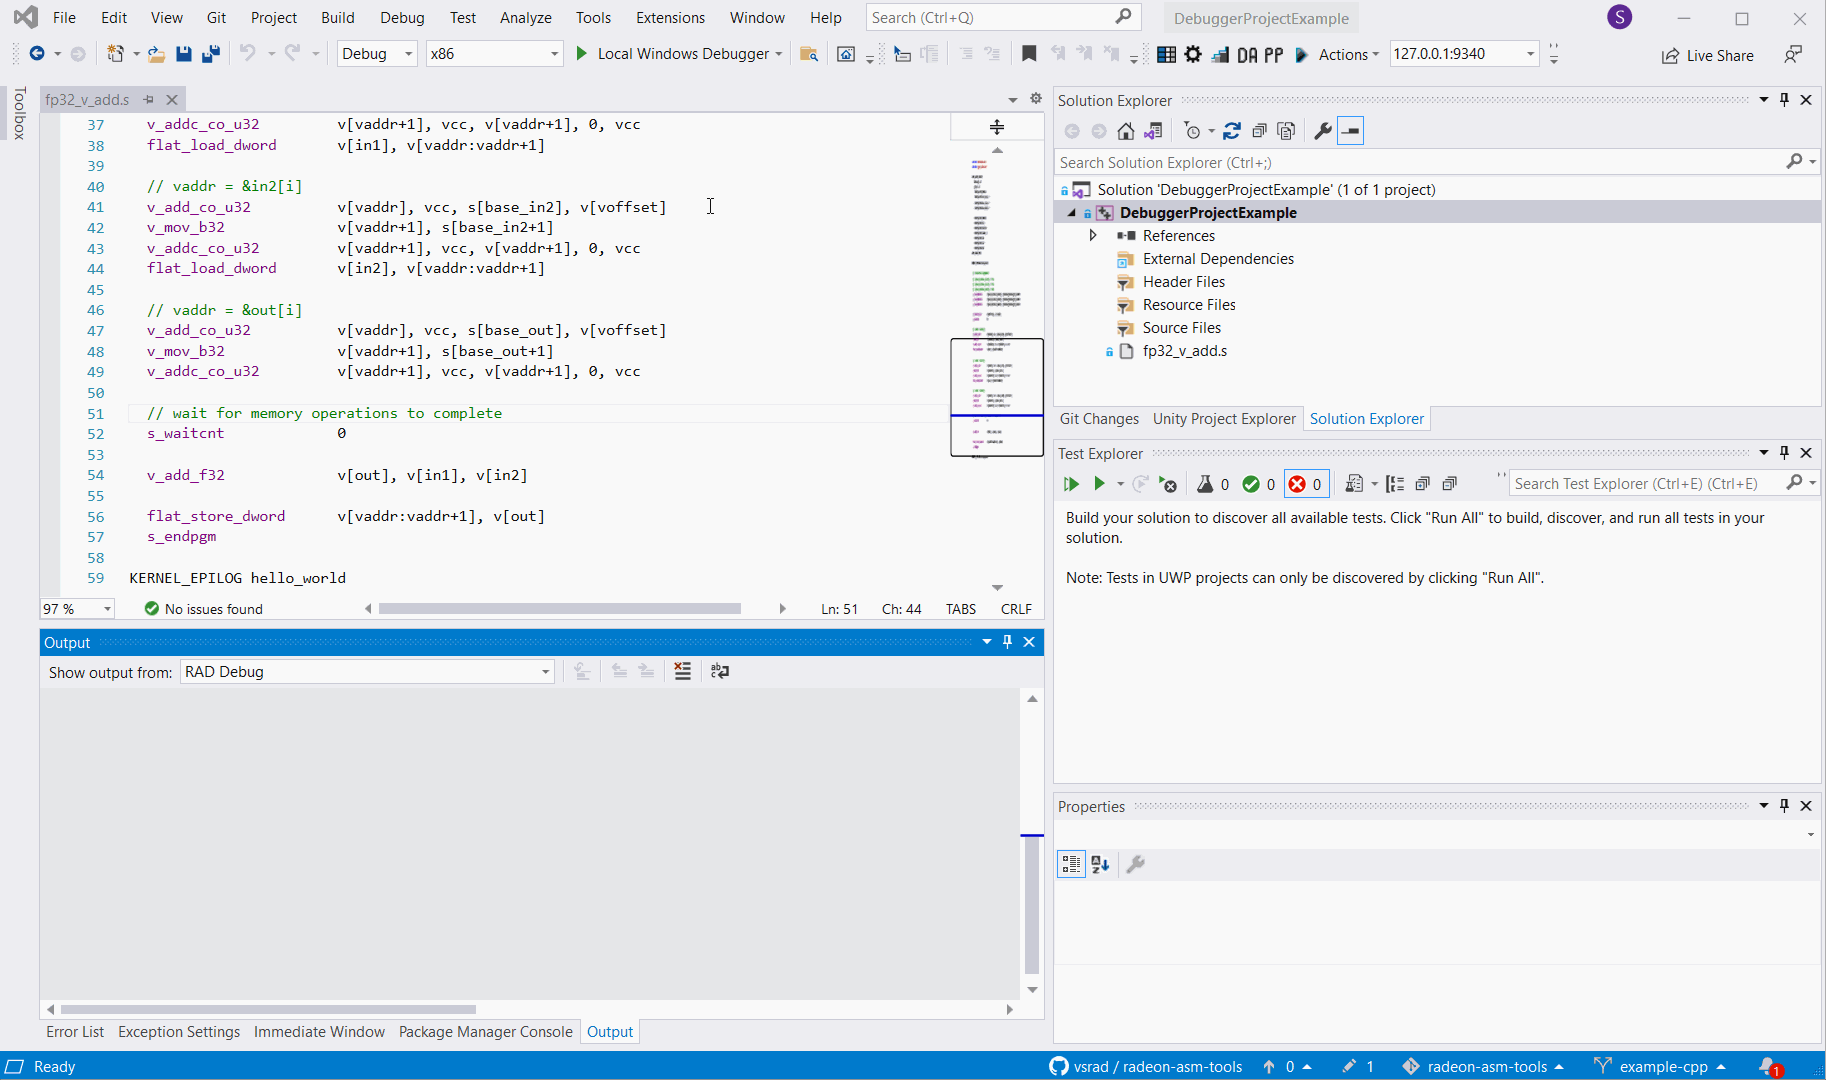 File Edit View Git Project Build Debug Test Analyze Tools Extensions Window Help Search (Ctrl+Q) DebuggerProjectExample S
Debug x86 Local Windows Debugger DA PP Actions 127.0.0.1:9340 Live Share
Toolbox
fp32_v_add.s
37 v_addc_co_u32 v[vaddr+1], vcc, v[vaddr+1], 0, vcc
38 flat_load_dword v[in1], v[vaddr:vaddr+1]
39
40 // vaddr = &in2[i]
41 v_add_co_u32 v[vaddr], vcc, s[base_in2], v[voffset]
42 v_mov_b32 v[vaddr+1], s[base_in2+1]
43 v_addc_co_u32 v[vaddr+1], vcc, v[vaddr+1], 0, vcc
44 flat_load_dword v[in2], v[vaddr:vaddr+1]
45
46 // vaddr = &out[i]
47 v_add_co_u32 v[vaddr], vcc, s[base_out], v[voffset]
48 v_mov_b32 v[vaddr+1], s[base_out+1]
49 v_addc_co_u32 v[vaddr+1], vcc, v[vaddr+1], 0, vcc
50
51 // wait for memory operations to complete
52 s_waitcnt 0
53
54 v_add_f32 v[out], v[in1], v[in2]
55
56 flat_store_dword v[vaddr:vaddr+1], v[out]
57 s_endpgm
58
59 KERNEL_EPILOG hello_world
97 % No issues found Ln: 51 Ch: 44 TABS CRLF
Output
Show output from: RAD Debug
Error List Exception Settings Immediate Window Package Manager Console Output
Solution Explorer
Search Solution Explorer (Ctrl+;)
Solution 'DebuggerProjectExample' (1 of 1 project)
DebuggerProjectExample
References
External Dependencies
Header Files
Resource Files
Source Files
fp32_v_add.s
Git Changes Unity Project Explorer Solution Explorer
Test Explorer
0 0 0 Search Test Explorer (Ctrl+E) (Ctrl+E)
Build your solution to discover all available tests. Click "Run All" to build, discover, and run all tests in your
solution.
Note: Tests in UWP projects can only be discovered by clicking "Run All".
Properties
Ready vsrad / radeon-asm-tools 0 1 radeon-asm-tools example-cpp 1